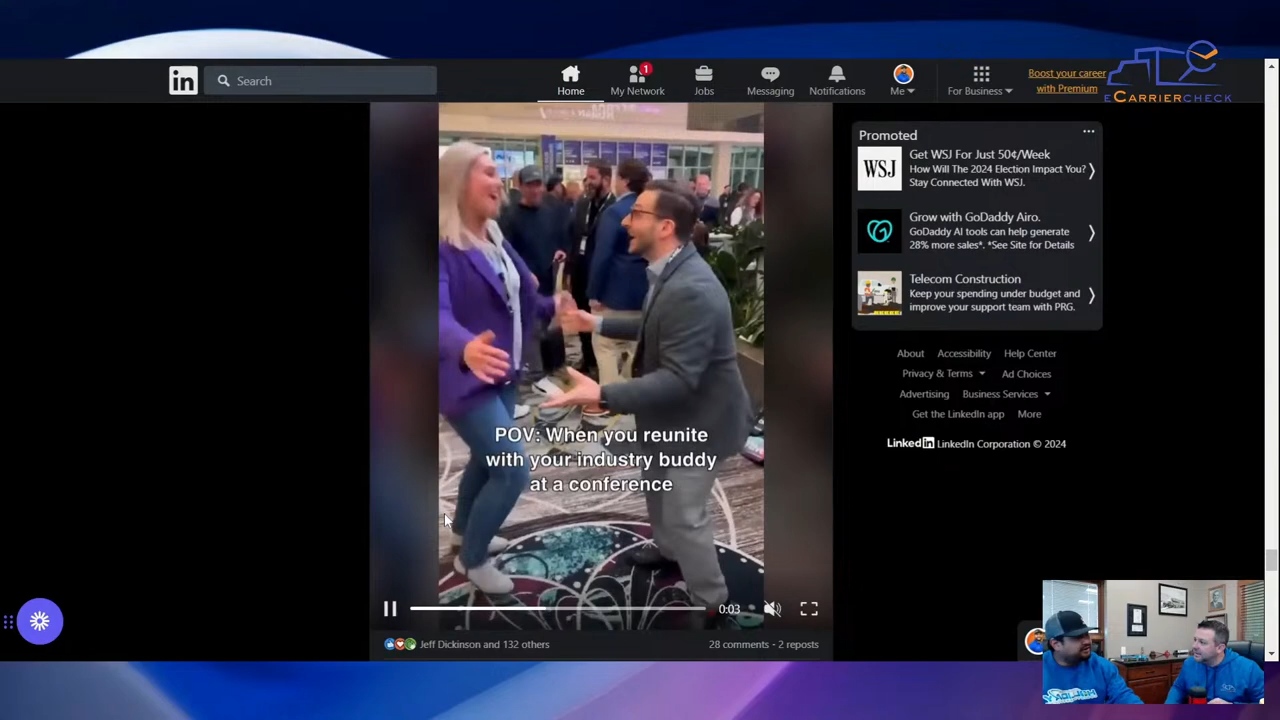 in
Search
1
Home
My Network
Jobs
Messaging
Notifications
Me
For Business
Boost your career
with Premium
eCarriercheck
Promoted
WSJ
Get WSJ For Just 50¢/Week
How Will The 2024 Election Impact You?
Stay Connected With WSJ.
Grow with GoDaddy Airo.
GoDaddy AI tools can help generate
28% more sales*. *See Site for Details
Telecom Construction
Keep your spending under budget and
improve your support team with PRG.
About Accessibility Help Center
Privacy & Terms Ad Choices
Advertising Business Services
Get the LinkedIn app More
LinkedIn LinkedIn Corporation © 2024
POV: When you reunite
with your industry buddy
at a conference
0:03
Jeff Dickinson and 132 others
28 comments · 2 reposts